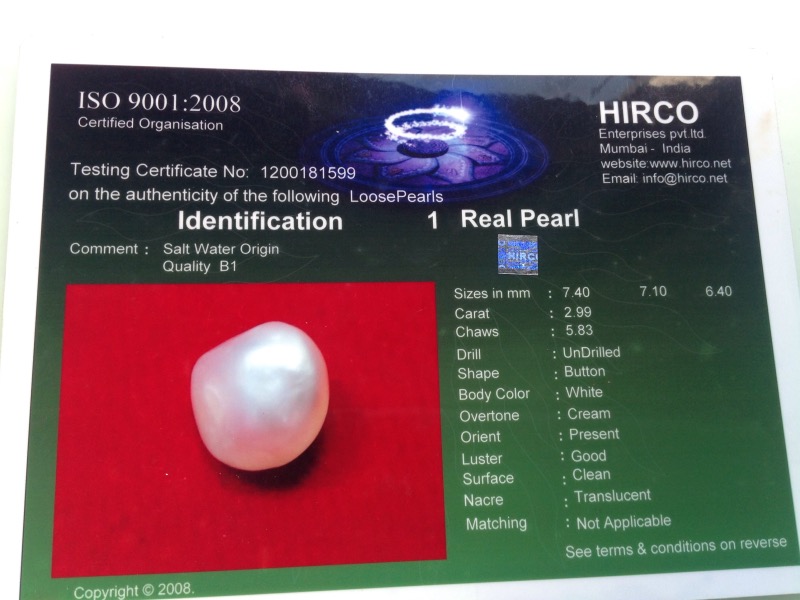 ISO 9001:2008
Certified Organisation
HIRCO
Enterprises pvt.ltd.
Mumbai - India
website:www.hirco.net
Email: info@hirco.net
Testing Certificate No: 1200181599
on the authenticity of the following LoosePearls
Identification 1 Real Pearl
Comment : Salt Water Origin
Quality B1
HIRCO
Sizes in mm : 7.40 7.10 6.40
Carat : 2.99
Chaws : 5.83
Drill : UnDrilled
Shape : Button
Body Color : White
Overtone : Cream
Orient : Present
Luster : Good
Surface : Clean
Nacre : Translucent
Matching : Not Applicable
See terms & conditions on reverse
Copyright © 2008.